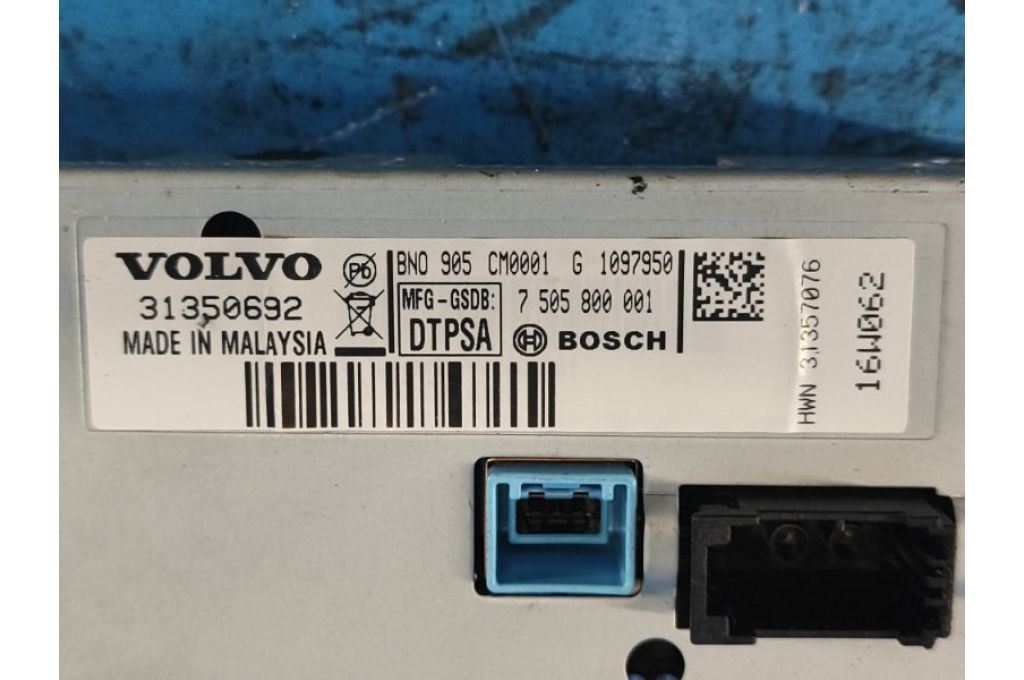 VOLVO
31350692
MADE IN MALAYSIA
Pb
BNO 905 CM0001 G 1097950
MFG-GSDB:
DTPSA
7 505 800 001
BOSCH
HWN 31357076
16W062